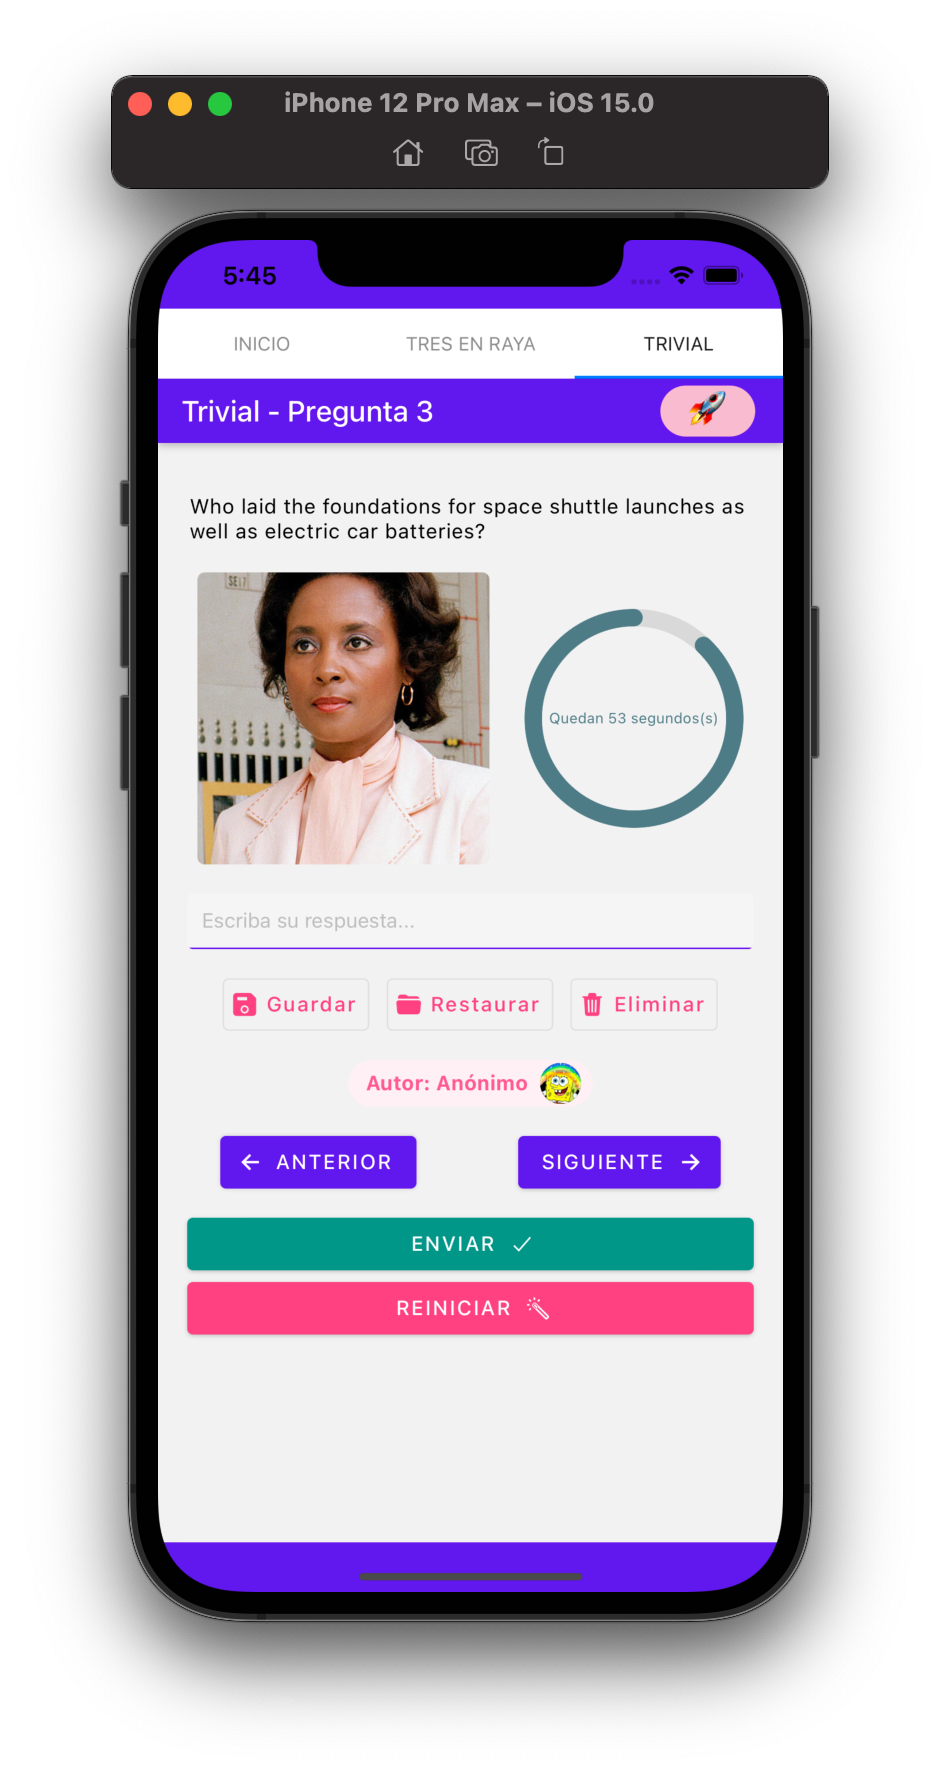 iPhone 12 Pro Max – iOS 15.0
5:45
INICIO
TRES EN RAYA
TRIVIAL
Trivial - Pregunta 3
Who laid the foundations for space shuttle launches as
well as electric car batteries?
SE17
Quedan 53 segundos(s)
Escriba su respuesta...
Guardar
Restaurar
Eliminar
Autor: Anónimo
ANTERIOR
SIGUIENTE
ENVIAR
REINICIAR